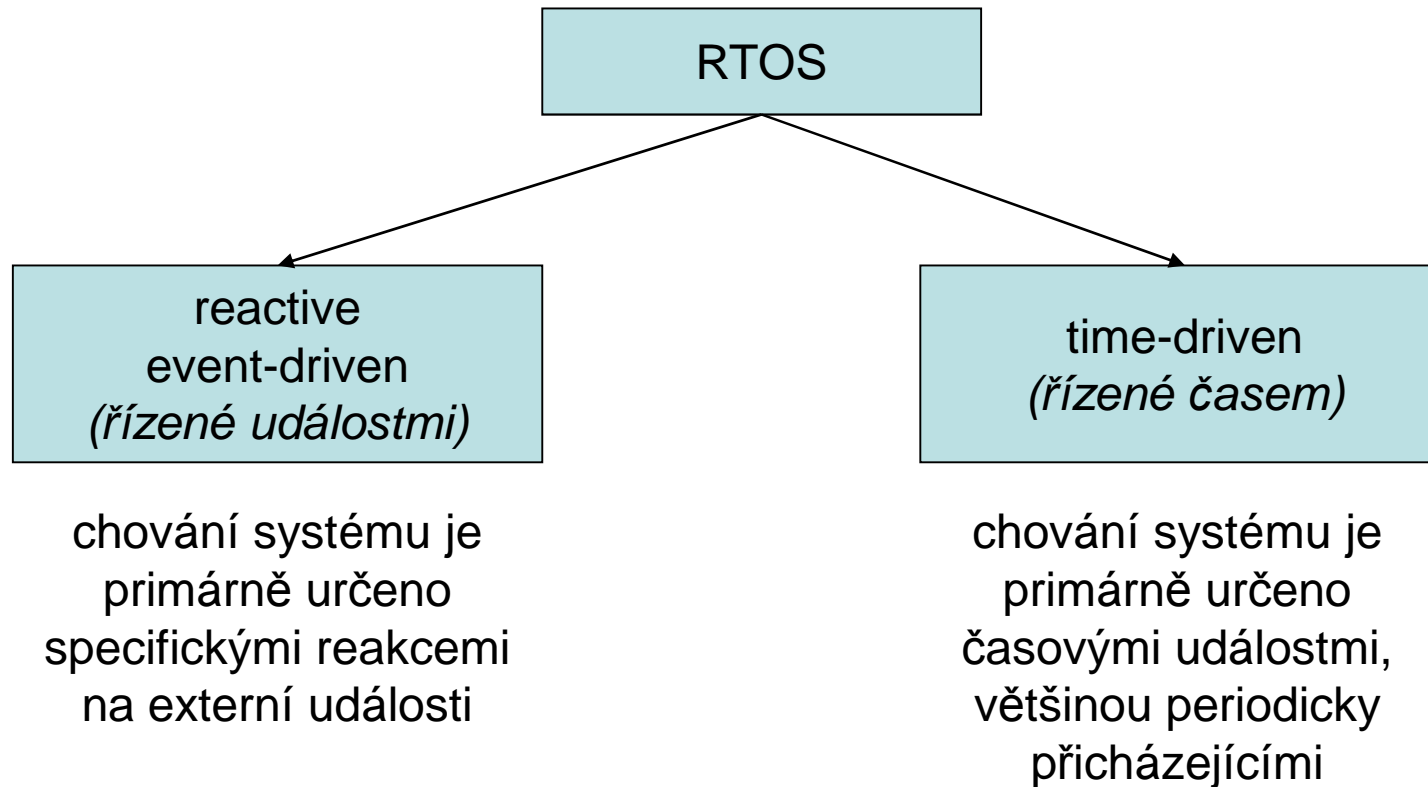 RTOS
reactive
event-driven
(řízené událostmi)
chování systému je
primárně určeno
specifickými reakcemi
na externí události
time-driven
(řízené časem)
chování systému je
primárně určeno
časovými událostmi,
většinou periodicky
přicházejícími